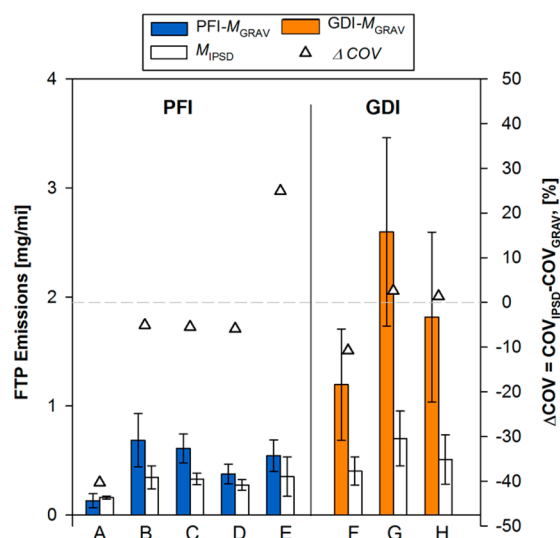 PFI-MGRAV GDI-MGRAV
MIPSD Δ COV
PFI GDI
4
3
2
1
0
FTP Emissions [mg/mi]
50
40
30
20
10
0
-10
-20
-30
-40
-50
ΔCOV = COVIPSD-COVGRAV, [%]
A B C D E F G H